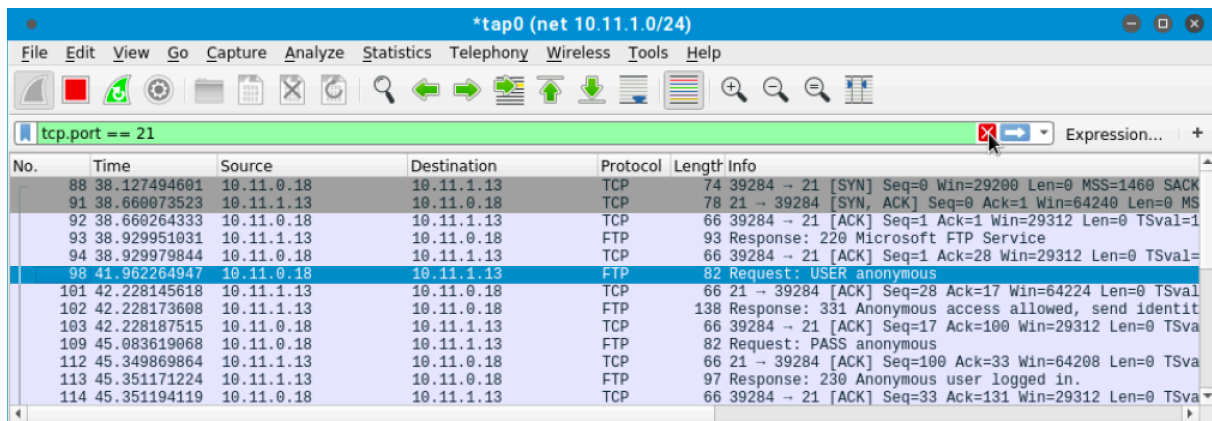 *tap0 (net 10.11.1.0/24)
File Edit View Go Capture Analyze Statistics Telephony Wireless Tools Help
tcp.port == 21 Expression... +
No. Time Source Destination Protocol Length Info
88 38.127494601 10.11.0.18 10.11.1.13 TCP 74 39284 → 21 [SYN] Seq=0 Win=29200 Len=0 MSS=1460 SACK
91 38.660073523 10.11.1.13 10.11.0.18 TCP 78 21 → 39284 [SYN, ACK] Seq=0 Ack=1 Win=64240 Len=0 MS
92 38.660264333 10.11.0.18 10.11.1.13 TCP 66 39284 → 21 [ACK] Seq=1 Ack=1 Win=29312 Len=0 TSval=1
93 38.929951031 10.11.1.13 10.11.0.18 FTP 93 Response: 220 Microsoft FTP Service
94 38.929979844 10.11.0.18 10.11.1.13 TCP 66 39284 → 21 [ACK] Seq=1 Ack=28 Win=29312 Len=0 TSval=
98 41.962264947 10.11.0.18 10.11.1.13 FTP 82 Request: USER anonymous
101 42.228145618 10.11.1.13 10.11.0.18 TCP 66 21 → 39284 [ACK] Seq=28 Ack=17 Win=64224 Len=0 TSval
102 42.228173608 10.11.1.13 10.11.0.18 FTP 138 Response: 331 Anonymous access allowed, send identit
103 42.228187515 10.11.0.18 10.11.1.13 TCP 66 39284 → 21 [ACK] Seq=17 Ack=100 Win=29312 Len=0 TSva
109 45.083619068 10.11.0.18 10.11.1.13 FTP 82 Request: PASS anonymous
112 45.349869864 10.11.1.13 10.11.0.18 TCP 66 21 → 39284 [ACK] Seq=100 Ack=33 Win=64208 Len=0 TSva
113 45.351171224 10.11.1.13 10.11.0.18 FTP 97 Response: 230 Anonymous user logged in.
114 45.351194119 10.11.0.18 10.11.1.13 TCP 66 39284 → 21 [ACK] Seq=33 Ack=131 Win=29312 Len=0 TSva